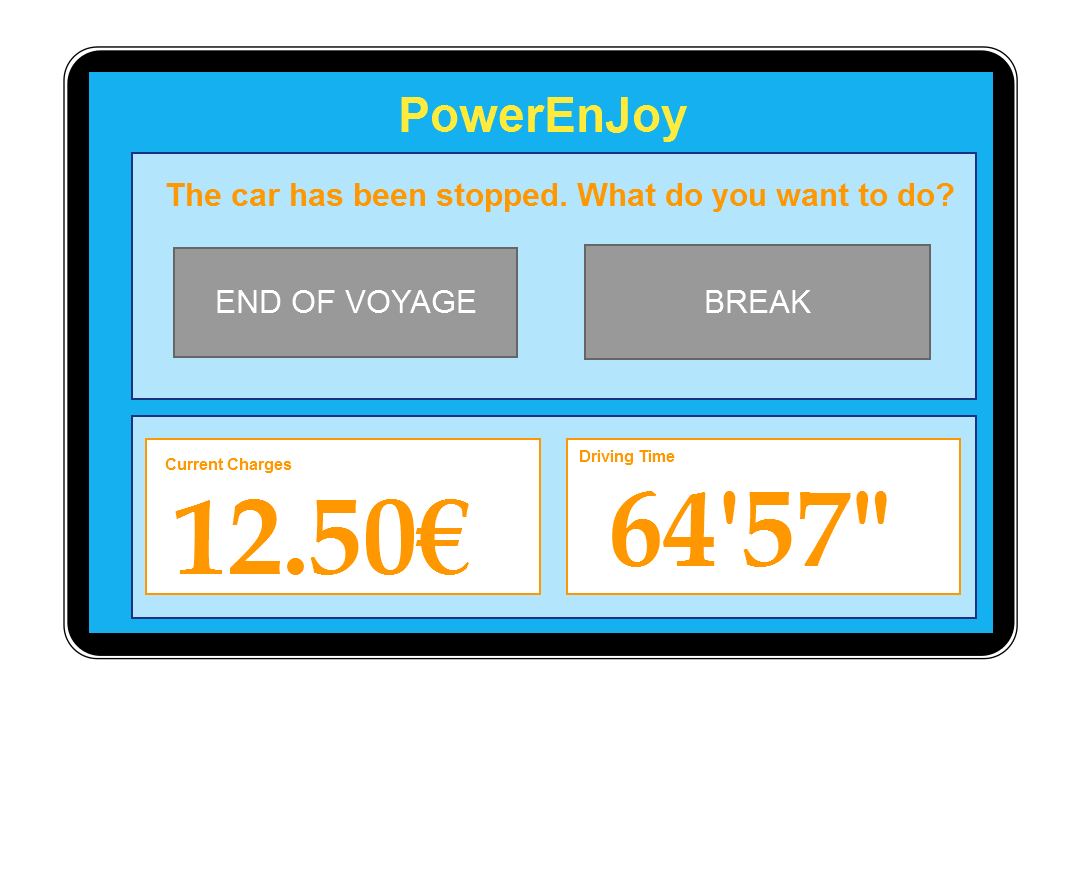 PowerEnJoy
The car has been stopped. What do you want to do?
END OF VOYAGE
BREAK
Current Charges
12.50€
Driving Time
64'57"